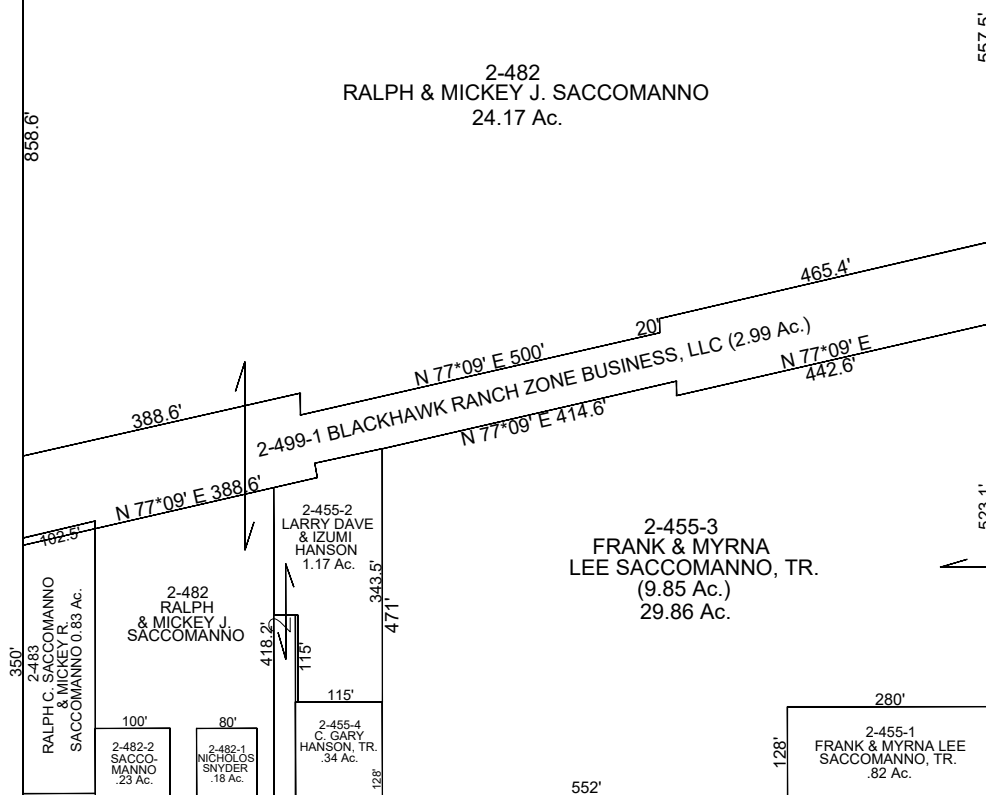 557.5'
2-482
RALPH & MICKEY J. SACCOMANNO
24.17 Ac.
858.6'
465.4'
20'
N 77*09' E 500'
2-499-1 BLACKHAWK RANCH ZONE BUSINESS, LLC (2.99 Ac.)
N 77*09' E
442.6'
388.6'
N 77*09' E 414.6'
N 77*09' E 388.6'
102.5'
2-455-2
LARRY DAVE
& IZUMI
HANSON
1.17 Ac.
523.1'
2-455-3
FRANK & MYRNA
LEE SACCOMANNO, TR.
(9.85 Ac.)
29.86 Ac.
343.5'
471'
2-482
RALPH
& MICKEY J.
SACCOMANNO
350'
2-483
RALPH C. SACCOMANNO
& MICKEY R.
SACCOMANNO 0.83 Ac.
418.2'
2
115'
115'
100'
80'
280'
2-482-2
SACCO-
MANNO
.23 Ac.
2-482-1
NICHOLOS
SNYDER
.18 Ac.
2-455-4
C. GARY
HANSON, TR.
.34 Ac.
128'
552'
128'
2-455-1
FRANK & MYRNA LEE
SACCOMANNO, TR.
.82 Ac.